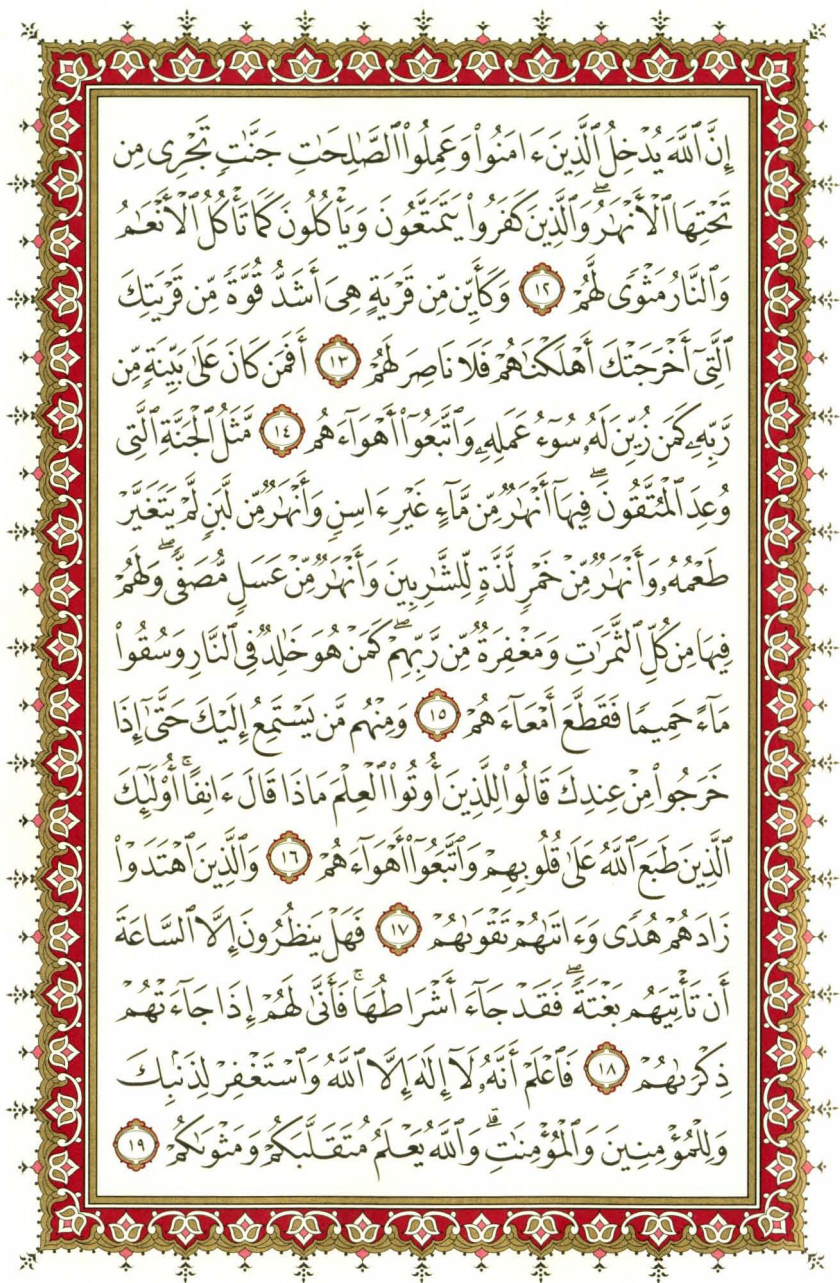 إِنَّ ٱللَّهَ يُدۡخِلُ ٱلَّذِينَ ءَامَنُواْ وَعَمِلُواْ ٱلصَّٰلِحَٰتِ جَنَّٰتٖ تَجۡرِي مِن
تَحۡتِهَا ٱلۡأَنۡهَٰرُۖ وَٱلَّذِينَ كَفَرُواْ يَتَمَتَّعُونَ وَيَأۡكُلُونَ كَمَا تَأۡكُلُ ٱلۡأَنۡعَٰمُ
وَٱلنَّارُ مَثۡوٗى لَّهُمۡ ١٢ وَكَأَيِّن مِّن قَرۡيَةٍ هِيَ أَشَدُّ قُوَّةٗ مِّن قَرۡيَتِكَ
ٱلَّتِيٓ أَخۡرَجَتۡكَ أَهۡلَكۡنَٰهُمۡ فَلَا نَاصِرَ لَهُمۡ ١٣ أَفَمَن كَانَ عَلَىٰ بَيِّنَةٖ مِّن
رَّبِّهِۦ كَمَن زُيِّنَ لَهُۥ سُوٓءُ عَمَلِهِۦ وَٱتَّبَعُوٓاْ أَهۡوَآءَهُم ١٤ مَّثَلُ ٱلۡجَنَّةِ ٱلَّتِي
وُعِدَ ٱلۡمُتَّقُونَۖ فِيهَآ أَنۡهَٰرٞ مِّن مَّآءٍ غَيۡرِ ءَاسِنٖ وَأَنۡهَٰرٞ مِّن لَّبَنٖ لَّمۡ يَتَغَيَّرۡ
طَعۡمُهُۥ وَأَنۡهَٰرٞ مِّنۡ خَمۡرٖ لَّذَّةٖ لِّلشَّٰرِبِينَ وَأَنۡهَٰرٞ مِّنۡ عَسَلٖ مُّصَفّٗىۖ وَلَهُمۡ
فِيهَا مِن كُلِّ ٱلثَّمَرَٰتِ وَمَغۡفِرَةٞ مِّن رَّبِّهِمۡۖ كَمَنۡ هُوَ خَٰلِدٞ فِي ٱلنَّارِ وَسُقُواْ
مَآءً حَمِيمٗا فَقَطَّعَ أَمۡعَآءَهُمۡ ١٥ وَمِنۡهُم مَّن يَسۡتَمِعُ إِلَيۡكَ حَتَّىٰٓ إِذَا
خَرَجُواْ مِنۡ عِندِكَ قَالُواْ لِلَّذِينَ أُوتُواْ ٱلۡعِلۡمَ مَاذَا قَالَ ءَانِفًاۚ أُوْلَٰٓئِكَ
ٱلَّذِينَ طَبَعَ ٱللَّهُ عَلَىٰ قُلُوبِهِمۡ وَٱتَّبَعُوٓاْ أَهۡوَآءَهُمۡ ١٦ وَٱلَّذِينَ ٱهۡتَدَوۡاْ
زَادَهُمۡ هُدٗى وَءَاتَىٰهُمۡ تَقۡوَىٰهُمۡ ١٧ فَهَلۡ يَنظُرُونَ إِلَّا ٱلسَّاعَةَ
أَن تَأۡتِيَهُم بَغۡتَةٗۖ فَقَدۡ جَآءَ أَشۡرَاطُهَاۚ فَأَنَّىٰ لَهُمۡ إِذَا جَآءَتۡهُمۡ
ذِكۡرَىٰهُمۡ ١٨ فَٱعۡلَمۡ أَنَّهُۥ لَآ إِلَٰهَ إِلَّا ٱللَّهُ وَٱسۡتَغۡفِرۡ لِذَنۢبِكَ
وَلِلۡمُؤۡمِنِينَ وَٱلۡمُؤۡمِنَٰتِۗ وَٱللَّهُ يَعۡلَمُ مُتَقَلَّبَكُمۡ وَمَثۡوَىٰكُمۡ ١٩